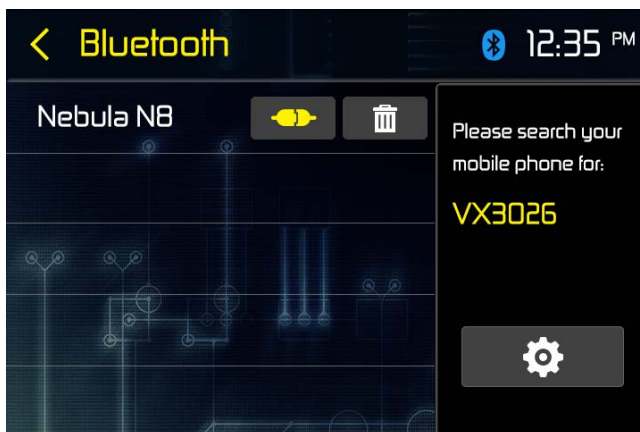 Bluetooth
12:35 PM
Nebula N8
Please search your
mobile phone for:
VX3026